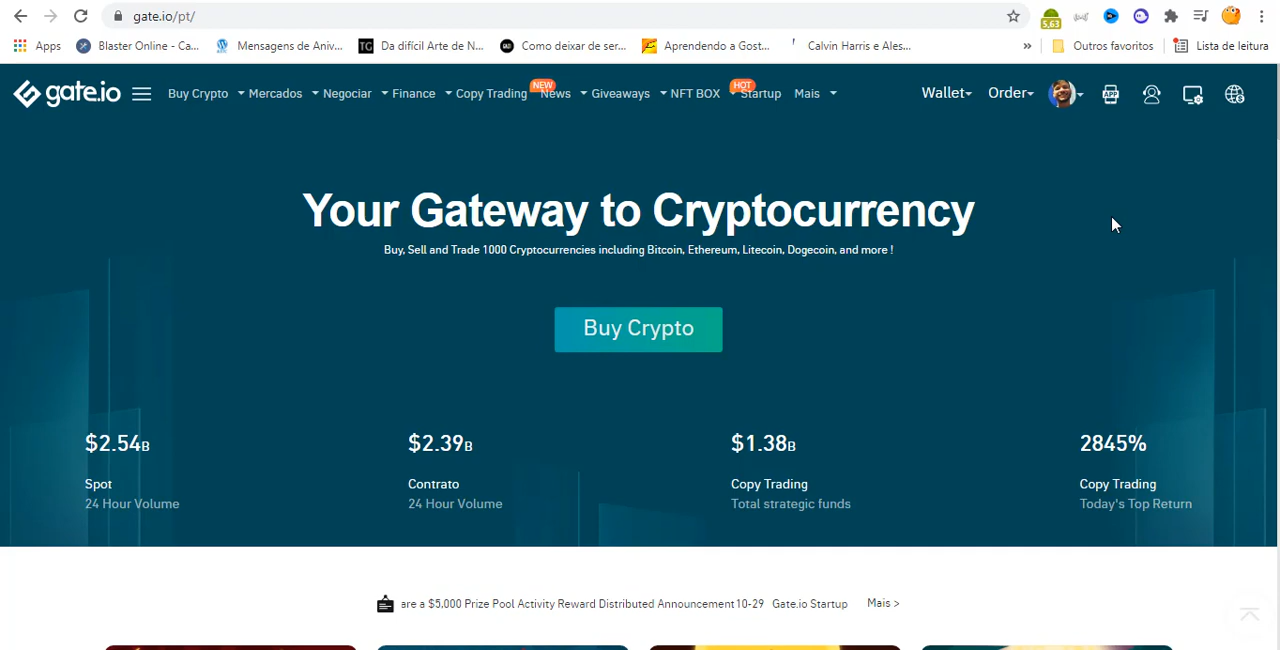 gate.io/pt/
5,63
Apps Blaster Online - Ca... Mensagens de Aniv... TG Da difícil Arte de N... Como deixar de ser... Aprendendo a Gost... Calvin Harris e Ales... » Outros favoritos Lista de leitura
gate.io Buy Crypto Mercados Negociar Finance Copy Trading NEW News Giveaways NFT BOX HOT Startup Mais Wallet Order APP
Your Gateway to Cryptocurrency
Buy, Sell and Trade 1000 Cryptocurrencies including Bitcoin, Ethereum, Litecoin, Dogecoin, and more !
Buy Crypto
$2.54B $2.39B $1.38B 2845%
Spot Contrato Copy Trading Copy Trading
24 Hour Volume 24 Hour Volume Total strategic funds Today's Top Return
are a $5,000 Prize Pool Activity Reward Distributed Announcement 10-29 Gate.io Startup Mais >